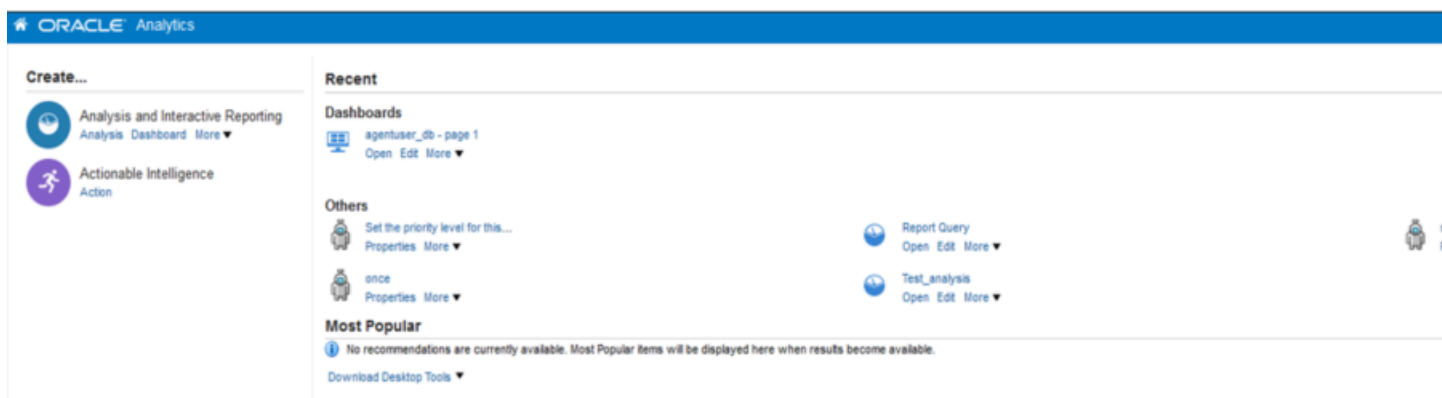 ORACLE Analytics
Create...
Analysis and Interactive Reporting
Analysis Dashboard More
Actionable Intelligence
Action
Recent
Dashboards
agentuser_db - page 1
Open Edit More
Others
Set the priority level for this...
Properties More
Report Query
Open Edit More
once
Properties More
Test_analysis
Open Edit More
Most Popular
No recommendations are currently available. Most Popular items will be displayed here when results become available.
Download Desktop Tools